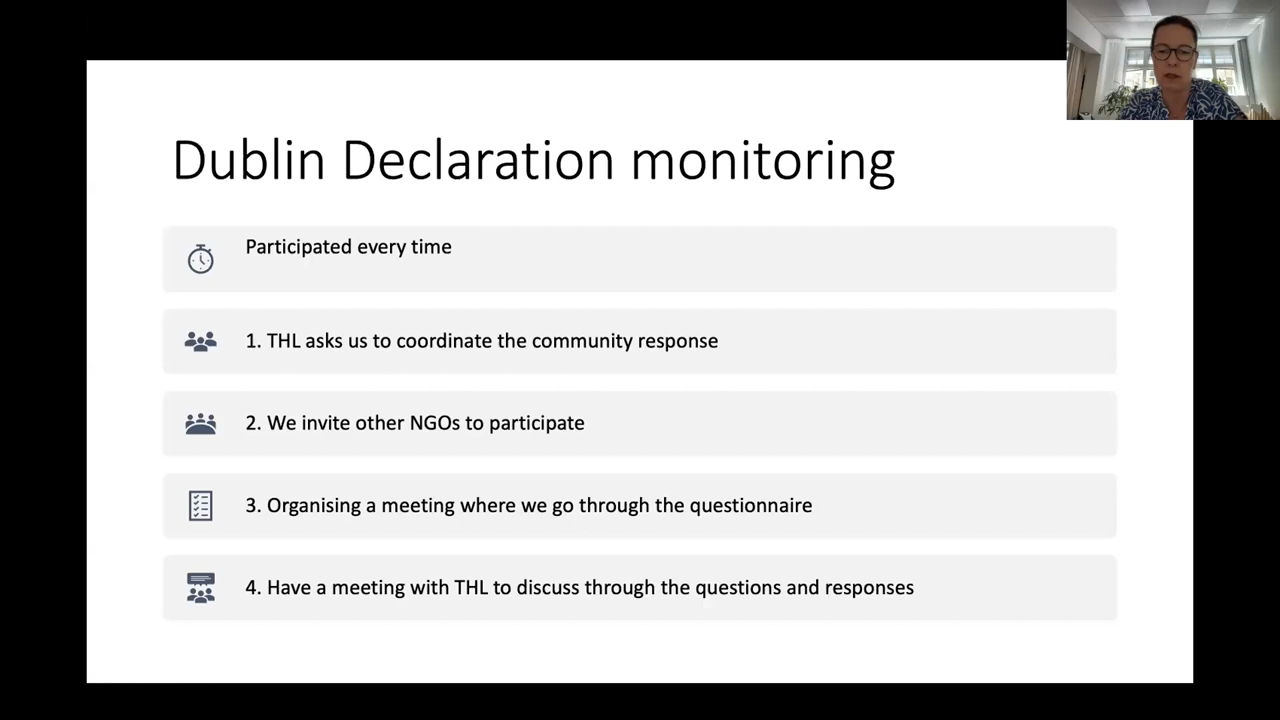 Dublin Declaration monitoring
Participated every time
1. THL asks us to coordinate the community response
2. We invite other NGOs to participate
3. Organising a meeting where we go through the questionnaire
4. Have a meeting with THL to discuss through the questions and responses